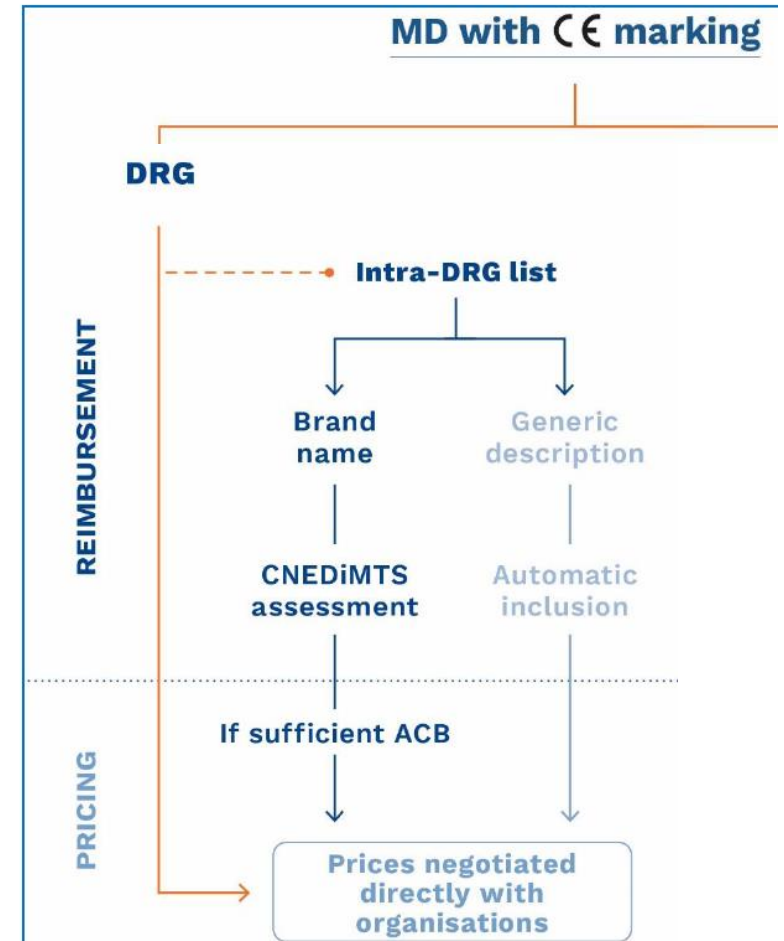 MD with CE marking
DRG
Intra-DRG list
REIMBURSEMENT
Brand
name
Generic
description
CNEDiMTS
assessment
Automatic
inclusion
If sufficient ACB
PRICING
Prices negotiated
directly with
organisations